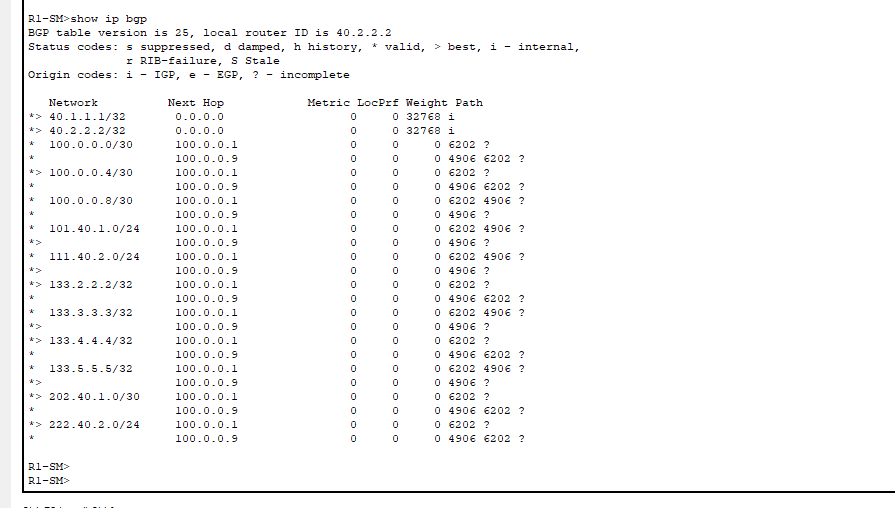 R1-SM>show ip bgp
BGP table version is 25, local router ID is 40.2.2.2
Status codes: s suppressed, d damped, h history, * valid, > best, i - internal,
              r RIB-failure, S Stale
Origin codes: i - IGP, e - EGP, ? - incomplete
   Network          Next Hop            Metric LocPrf Weight Path
*> 40.1.1.1/32       0.0.0.0                  0     0 32768 i
*> 40.2.2.2/32       0.0.0.0                  0     0 32768 i
*  100.0.0.0/30      100.0.0.1                0     0     0 6202 ?
*                    100.0.0.9                0     0     0 4906 6202 ?
*> 100.0.0.4/30      100.0.0.1                0     0     0 6202 ?
*                    100.0.0.9                0     0     0 4906 6202 ?
*  100.0.0.8/30      100.0.0.1                0     0     0 6202 4906 ?
*                    100.0.0.9                0     0     0 4906 ?
*  101.40.1.0/24     100.0.0.1                0     0     0 6202 4906 ?
*>                   100.0.0.9                0     0     0 4906 ?
*  111.40.2.0/24     100.0.0.1                0     0     0 6202 4906 ?
*>                   100.0.0.9                0     0     0 4906 ?
*> 133.2.2.2/32      100.0.0.1                0     0     0 6202 ?
*                    100.0.0.9                0     0     0 4906 6202 ?
*  133.3.3.3/32      100.0.0.1                0     0     0 6202 4906 ?
*>                   100.0.0.9                0     0     0 4906 ?
*> 133.4.4.4/32      100.0.0.1                0     0     0 6202 ?
*                    100.0.0.9                0     0     0 4906 6202 ?
*  133.5.5.5/32      100.0.0.1                0     0     0 6202 4906 ?
*>                   100.0.0.9                0     0     0 4906 ?
*> 202.40.1.0/30     100.0.0.1                0     0     0 6202 ?
*                    100.0.0.9                0     0     0 4906 6202 ?
*> 222.40.2.0/24     100.0.0.1                0     0     0 6202 ?
*                    100.0.0.9                0     0     0 4906 6202 ?
R1-SM>
R1-SM>